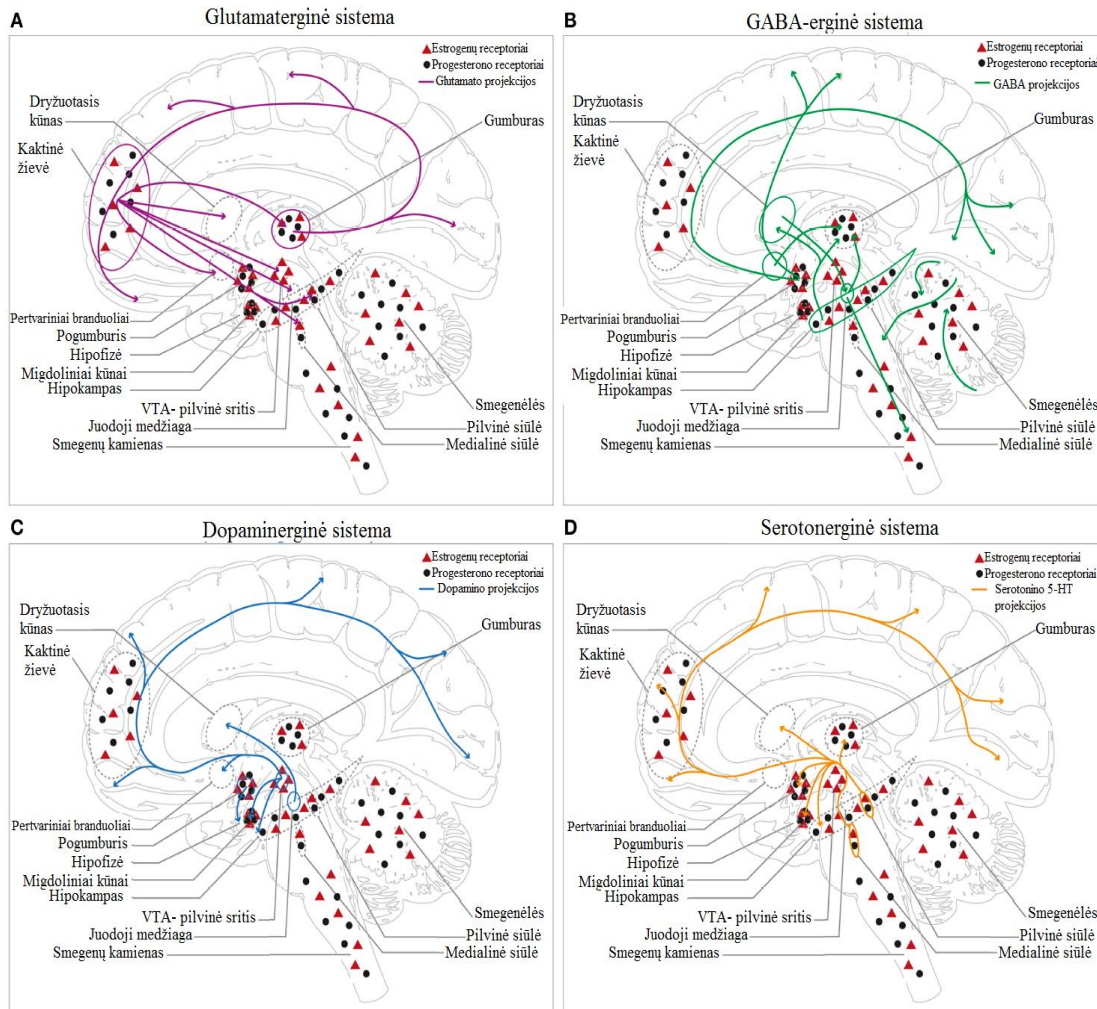 A
Glutamaterginė sistema
Estrogenų receptoriai
Progesterono receptoriai
Glutamato projekcijos
Dryžuotasis
kūnas
Kaktinė
žievė
Gumburas
Pertvariniai branduoliai
Pogumburis
Hipofizė
Migdoliniai kūnai
Hipokampas
VTA- pilvinė sritis
Juodoji medžiaga
Smegenų kamienas
Smegenėlės
Pilvinė siūlė
Medialinė siūlė
B
GABA-erginė sistema
Estrogenų receptoriai
Progesterono receptoriai
GABA projekcijos
Dryžuotasis
kūnas
Kaktinė
žievė
Gumburas
Pertvariniai branduoliai
Pogumburis
Hipofizė
Migdoliniai kūnai
Hipokampas
VTA- pilvinė sritis
Juodoji medžiaga
Smegenų kamienas
Smegenėlės
Pilvinė siūlė
Medialinė siūlė
C
Dopaminerginė sistema
Estrogenų receptoriai
Progesterono receptoriai
Dopamino projekcijos
Dryžuotasis
kūnas
Kaktinė
žievė
Gumburas
Pertvariniai branduoliai
Pogumburis
Hipofizė
Migdoliniai kūnai
Hipokampas
VTA- pilvinė sritis
Juodoji medžiaga
Smegenų kamienas
Smegenėlės
Pilvinė siūlė
Medialinė siūlė
D
Serotonerginė sistema
Estrogenų receptoriai
Progesterono receptoriai
Serotonino 5-HT
projekcijos
Dryžuotasis
kūnas
Kaktinė
žievė
Gumburas
Pertvariniai branduoliai
Pogumburis
Hipofizė
Migdoliniai kūnai
Hipokampas
VTA- pilvinė sritis
Juodoji medžiaga
Smegenų kamienas
Smegenėlės
Pilvinė siūlė
Medialinė siūlė